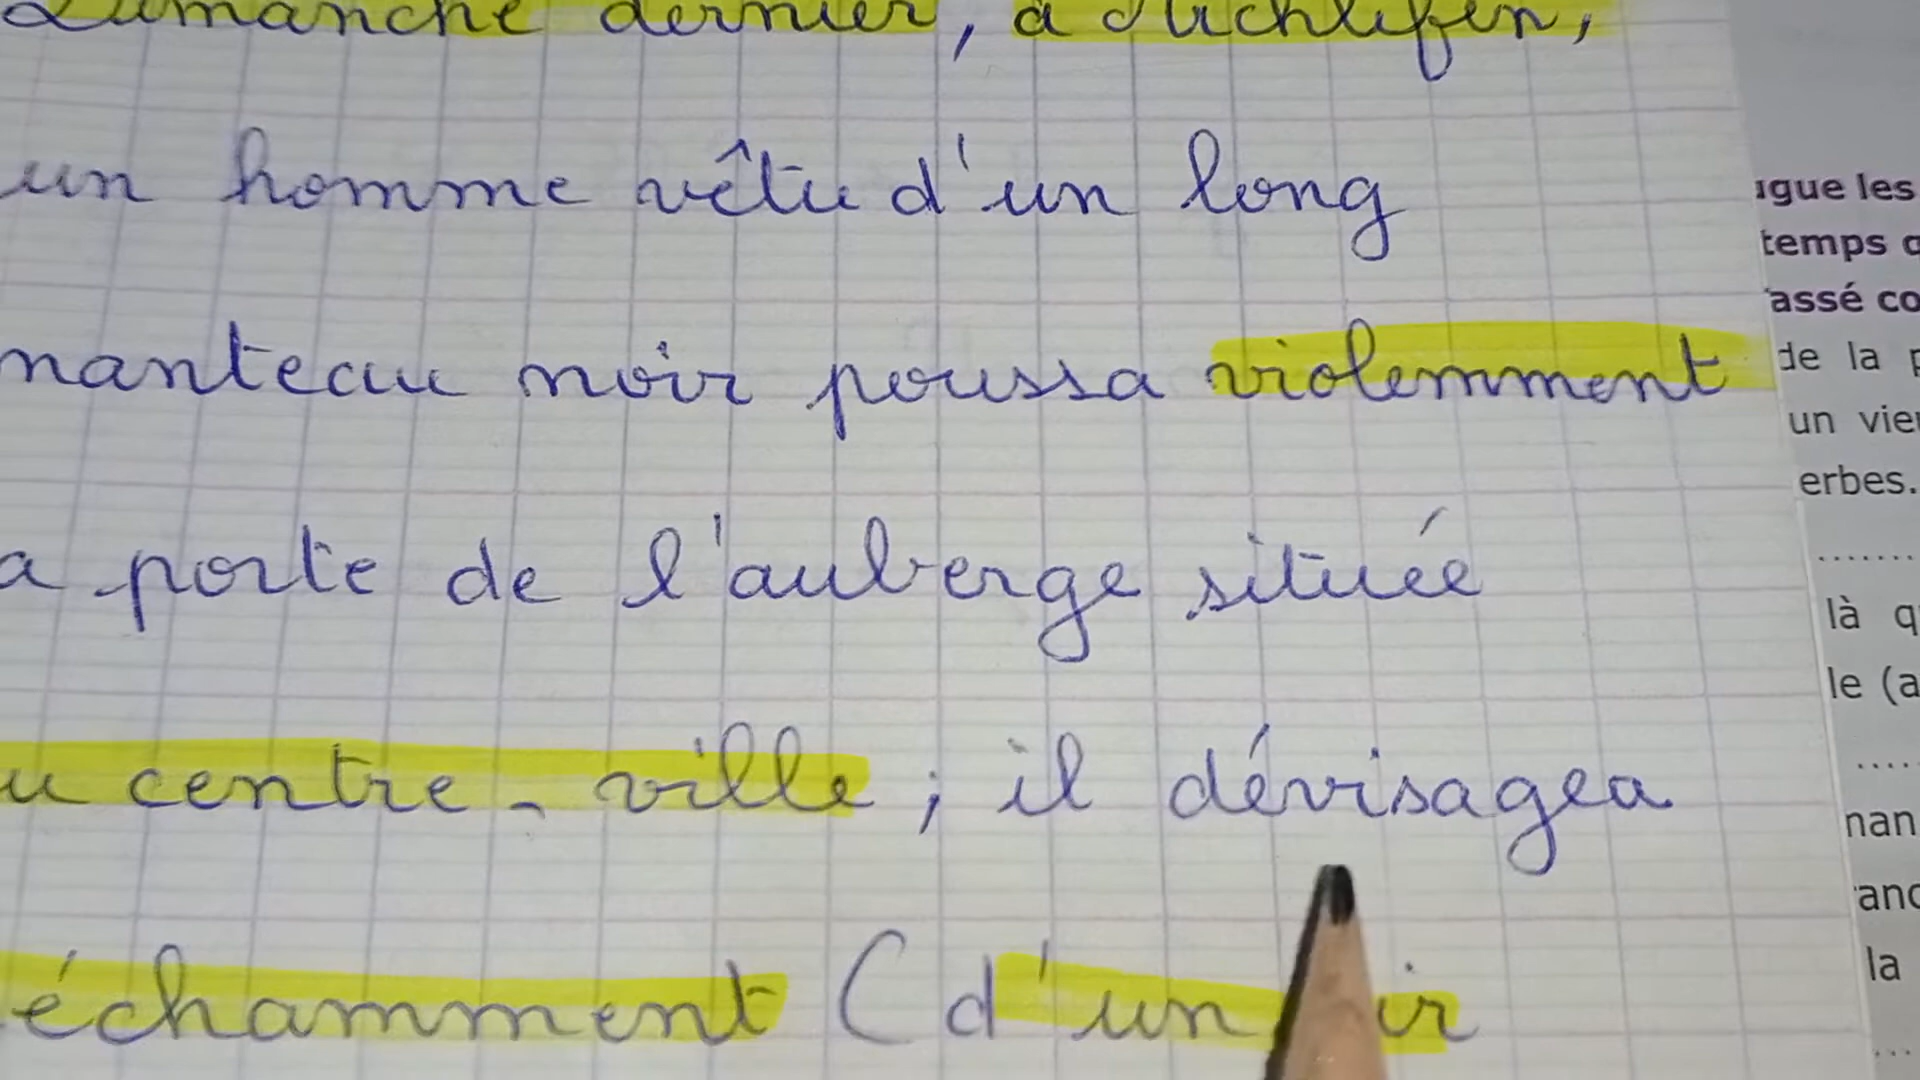 dernier, à
un homme vêtu d'un long
manteau noir poussa violemment
a porte de l'auberge située
u centre-ville ; il dévisagea
échamment (d'un
igue les
temps
assé co
de la p
un vie
erbes.
là q
le (a
nan
anc
la